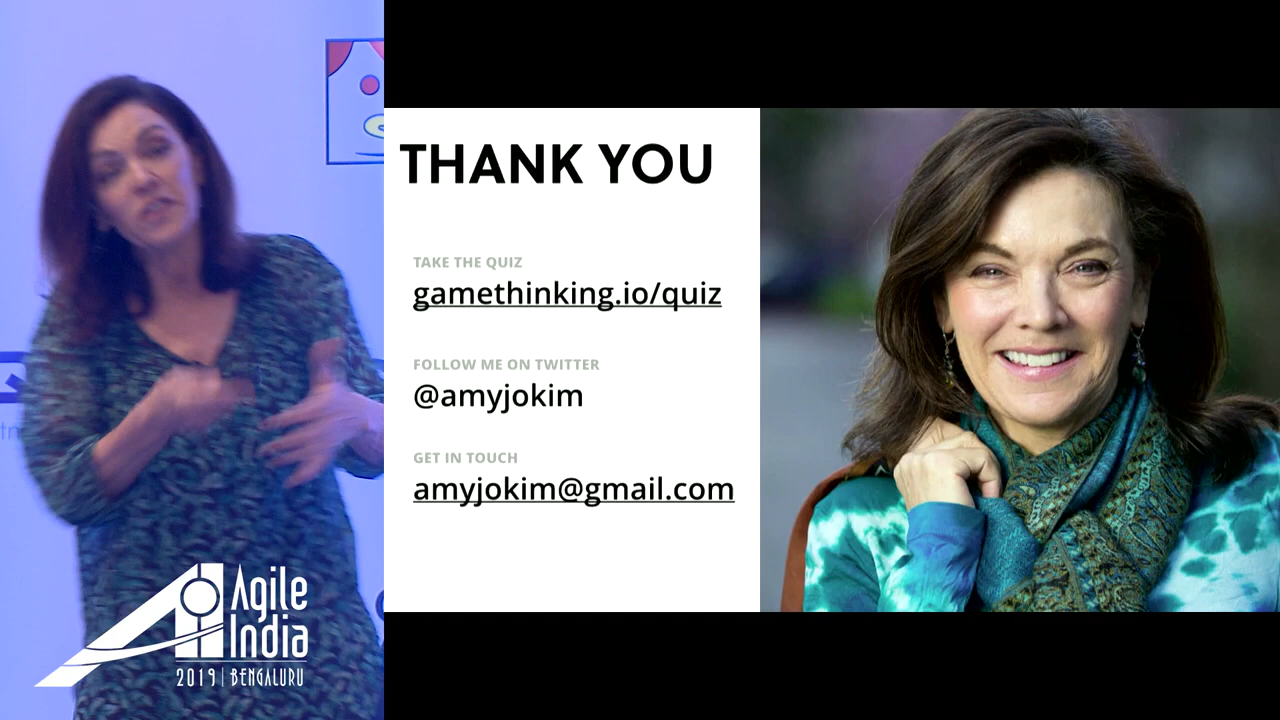 THANK YOU
TAKE THE QUIZ
gamethinking.io/quiz
FOLLOW ME ON TWITTER
@amyjokim
GET IN TOUCH
amyjokim@gmail.com
Agile
India
2019 | BENGALURU